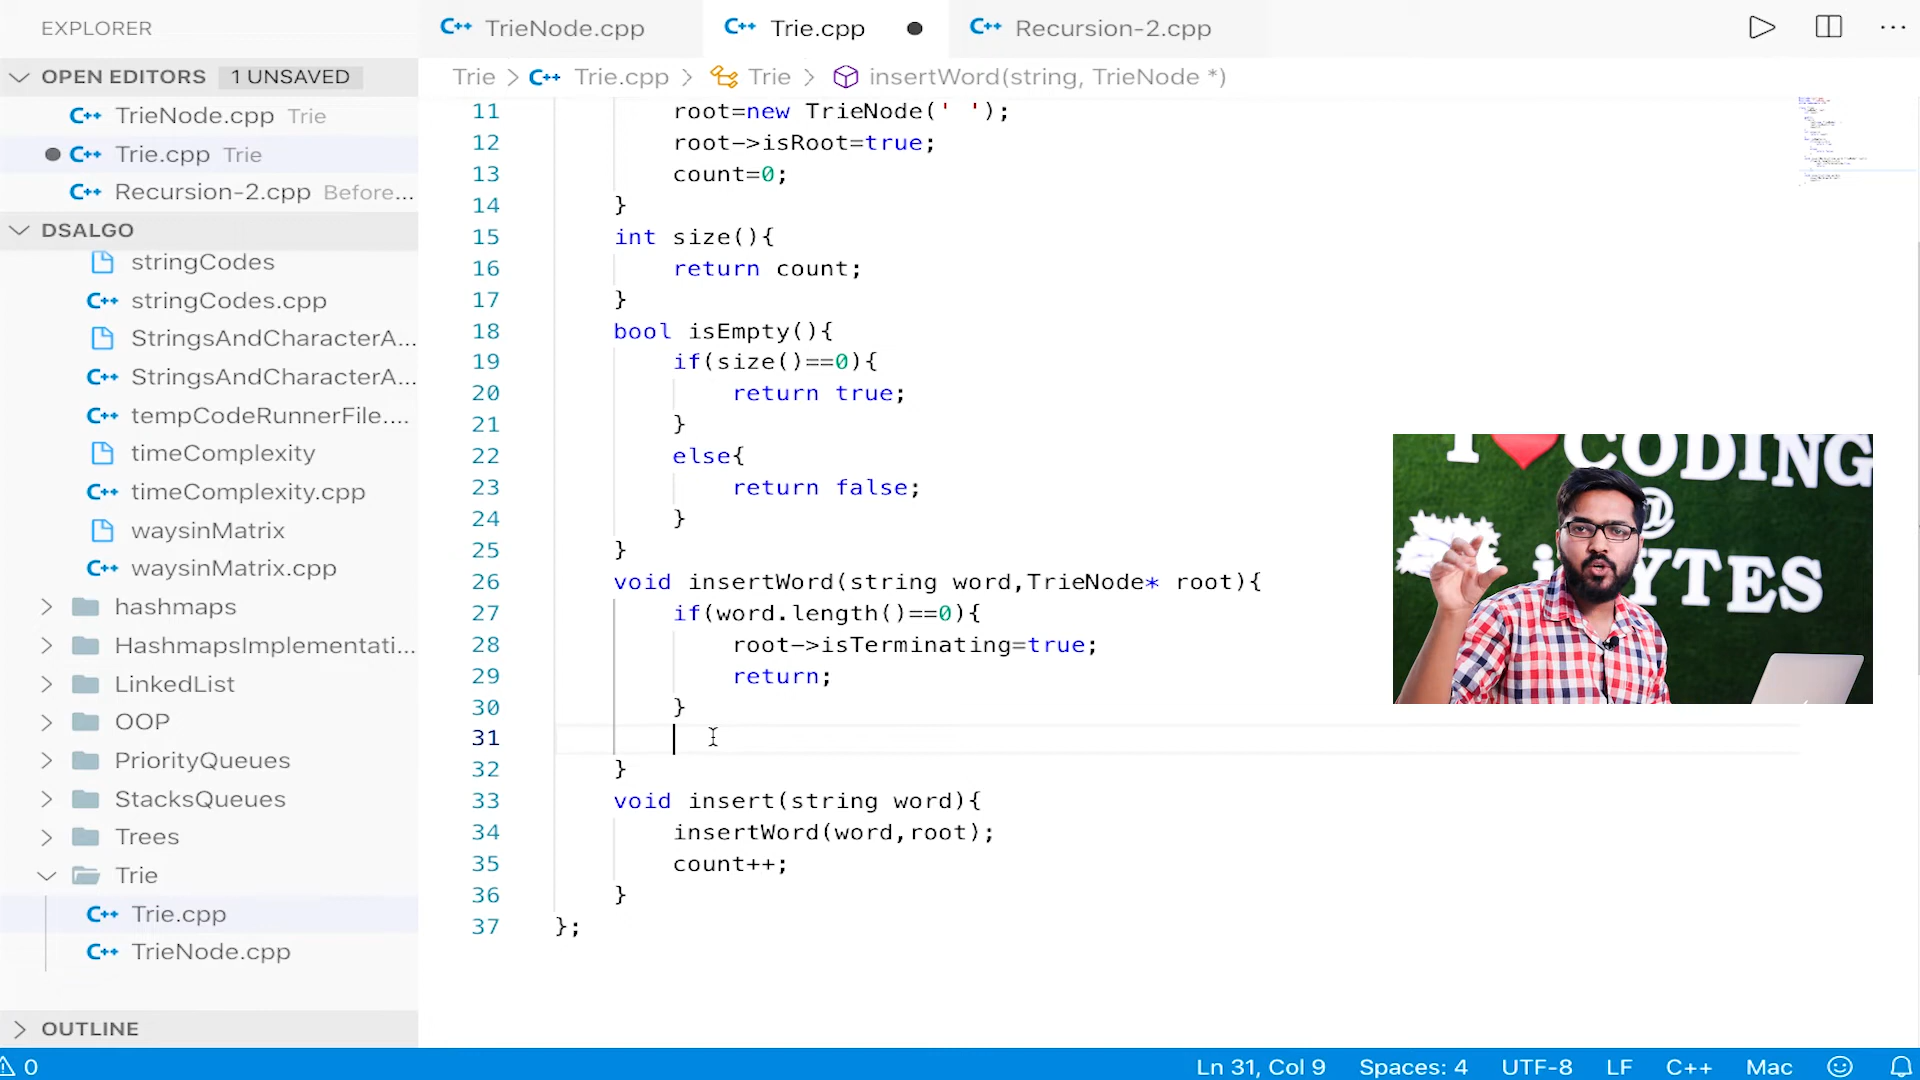 EXPLORER
C++ TrieNode.cpp
C++ Trie.cpp
C++ Recursion-2.cpp
OPEN EDITORS 1 UNSAVED
C++ TrieNode.cpp Trie
C++ Trie.cpp Trie
C++ Recursion-2.cpp Before...
DSALGO
stringCodes
C++ stringCodes.cpp
StringsAndCharacterA...
C++ StringsAndCharacterA...
C++ tempCodeRunnerFile....
timeComplexity
C++ timeComplexity.cpp
waysinMatrix
C++ waysinMatrix.cpp
hashmaps
HashmapsImplementati...
LinkedList
OOP
PriorityQueues
StacksQueues
Trees
Trie
C++ Trie.cpp
C++ TrieNode.cpp
OUTLINE
Trie > C++ Trie.cpp > Trie > insertWord(string, TrieNode *)
11 root=new TrieNode(' ');
12 root->isRoot=true;
13 count=0;
14 }
15 int size(){
16 return count;
17 }
18 bool isEmpty(){
19 if(size()==0){
20 return true;
21 }
22 else{
23 return false;
24 }
25 }
26 void insertWord(string word,TrieNode* root){
27 if(word.length()==0){
28 root->isTerminating=true;
29 return;
30 }
31
32 }
33 void insert(string word){
34 insertWord(word,root);
35 count++;
36 }
37 };
I CODING
@
YTES
0
Ln 31, Col 9 Spaces: 4 UTF-8 LF C++ Mac